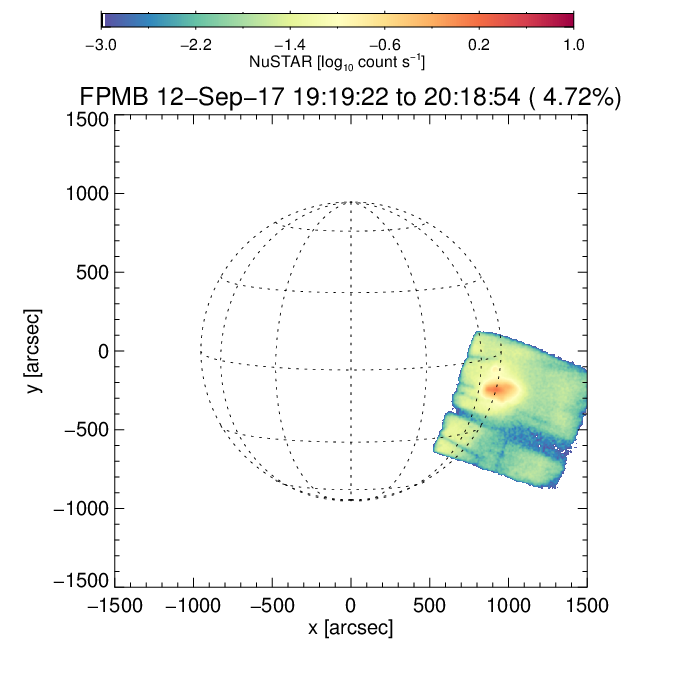 −3.0 −2.2 −1.4 −0.6 0.2 1.0
NuSTAR [log₁₀ count s⁻¹]
FPMB 12−Sep−17 19:19:22 to 20:18:54 ( 4.72%)
1500
1000
500
0
−500
−1000
−1500
y [arcsec]
−1500 −1000 −500 0 500 1000 1500
x [arcsec]